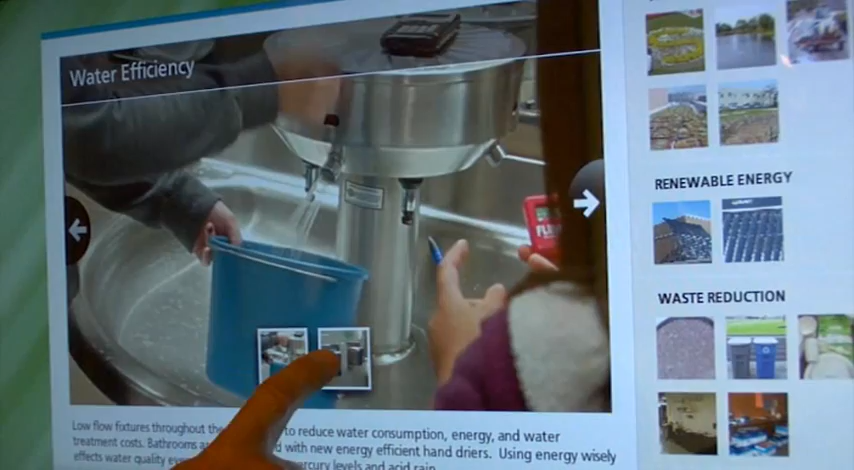 Water Efficiency
RENEWABLE ENERGY
WASTE REDUCTION
Low flow fixtures throughout the to reduce water consumption, energy, and water
treatment costs. Bathrooms with new energy efficient hand driers. Using energy wisely
effects water quality levels and acid rain